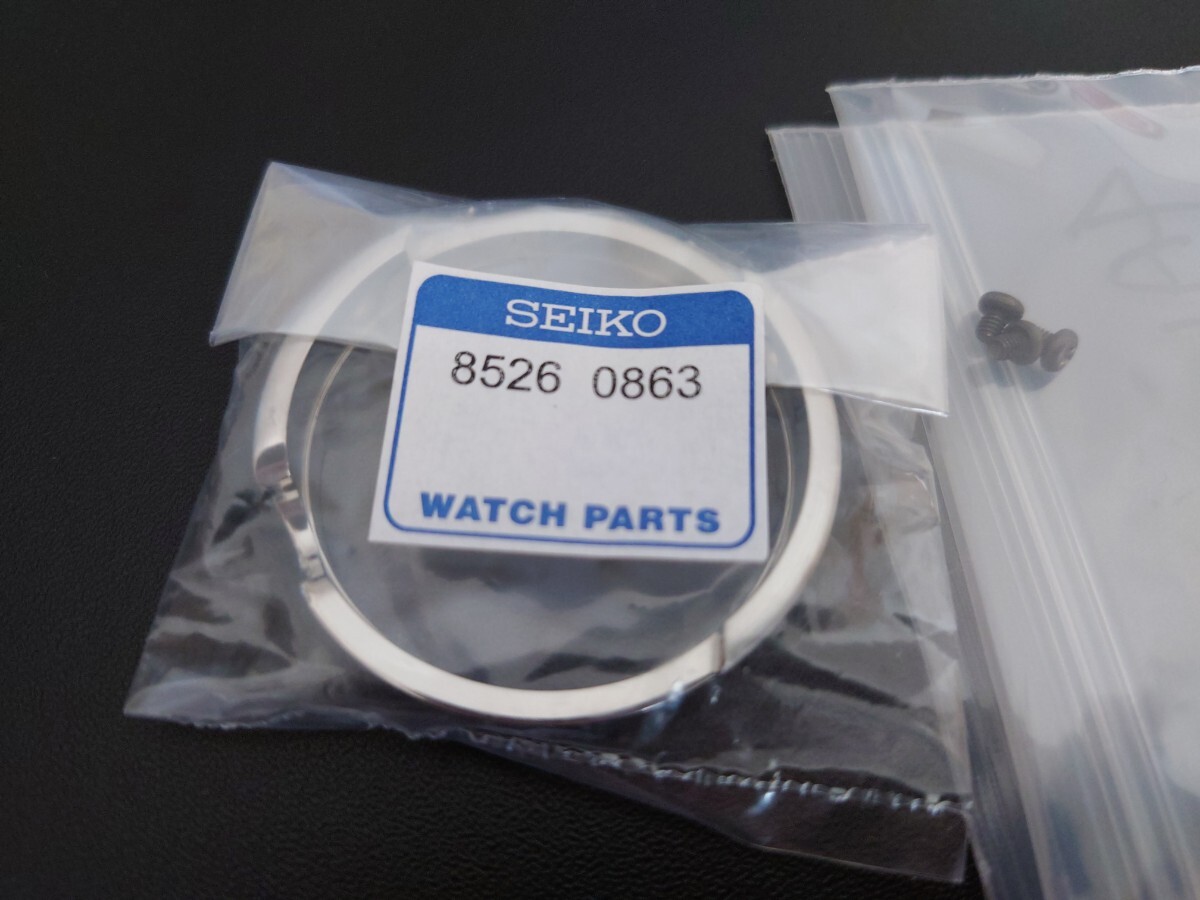 SEIKO
8526 0863
WATCH PARTS